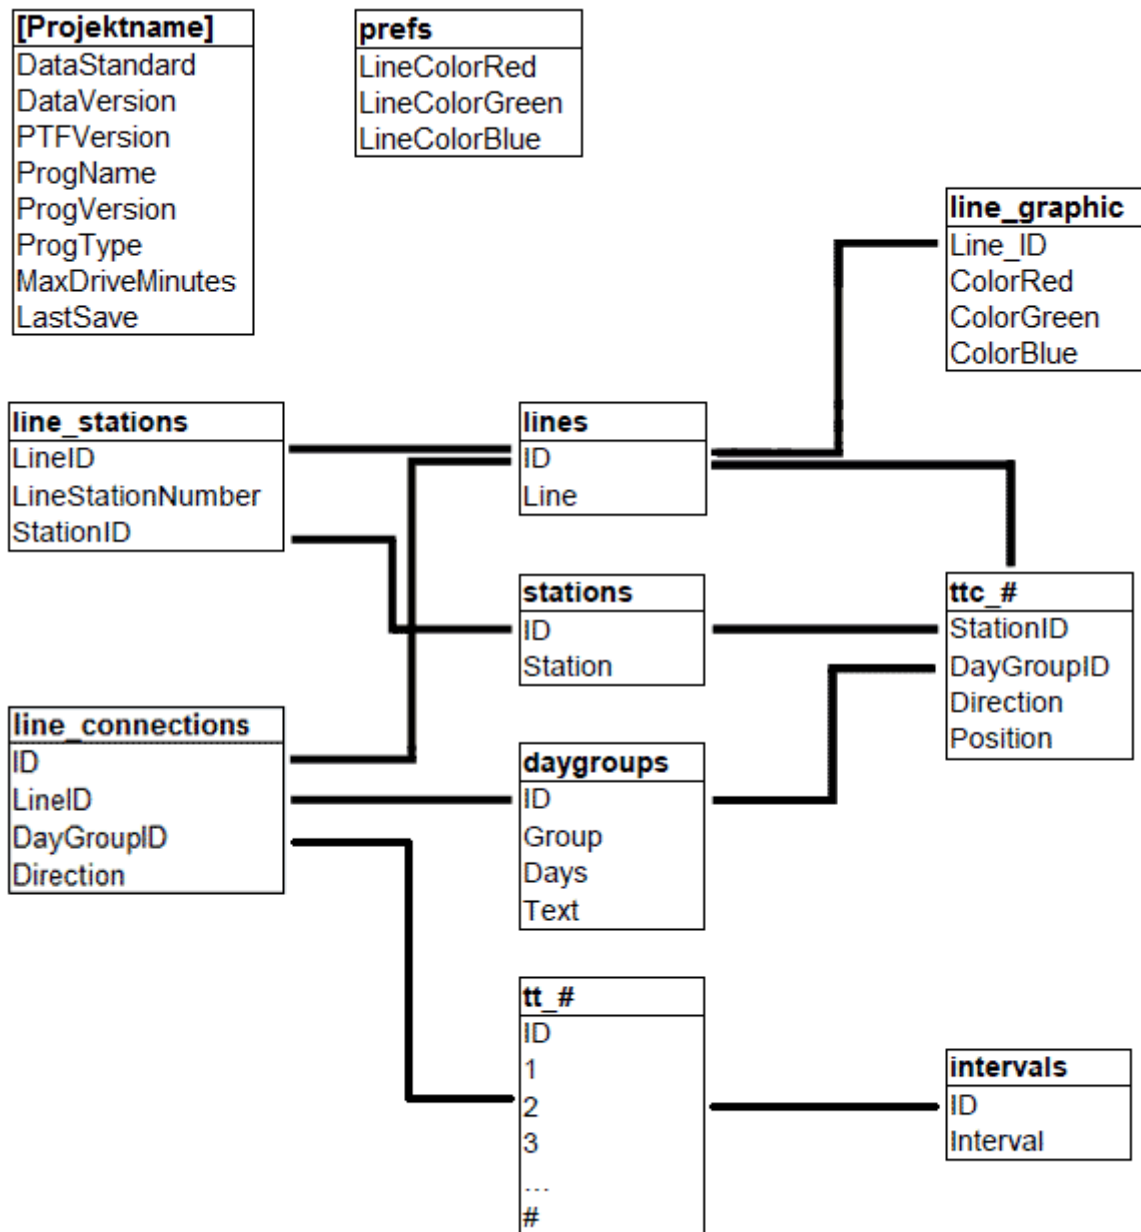 [Projektname]
DataStandard
DataVersion
PTFVersion
ProgName
ProgVersion
ProgType
MaxDriveMinutes
LastSave
prefs
LineColorRed
LineColorGreen
LineColorBlue
line_graphic
Line_ID
ColorRed
ColorGreen
ColorBlue
line_stations
LineID
LineStationNumber
StationID
lines
ID
Line
stations
ID
Station
ttc_#
StationID
DayGroupID
Direction
Position
line_connections
ID
LineID
DayGroupID
Direction
daygroups
ID
Group
Days
Text
tt_#
ID
1
2
3
...
#
intervals
ID
Interval